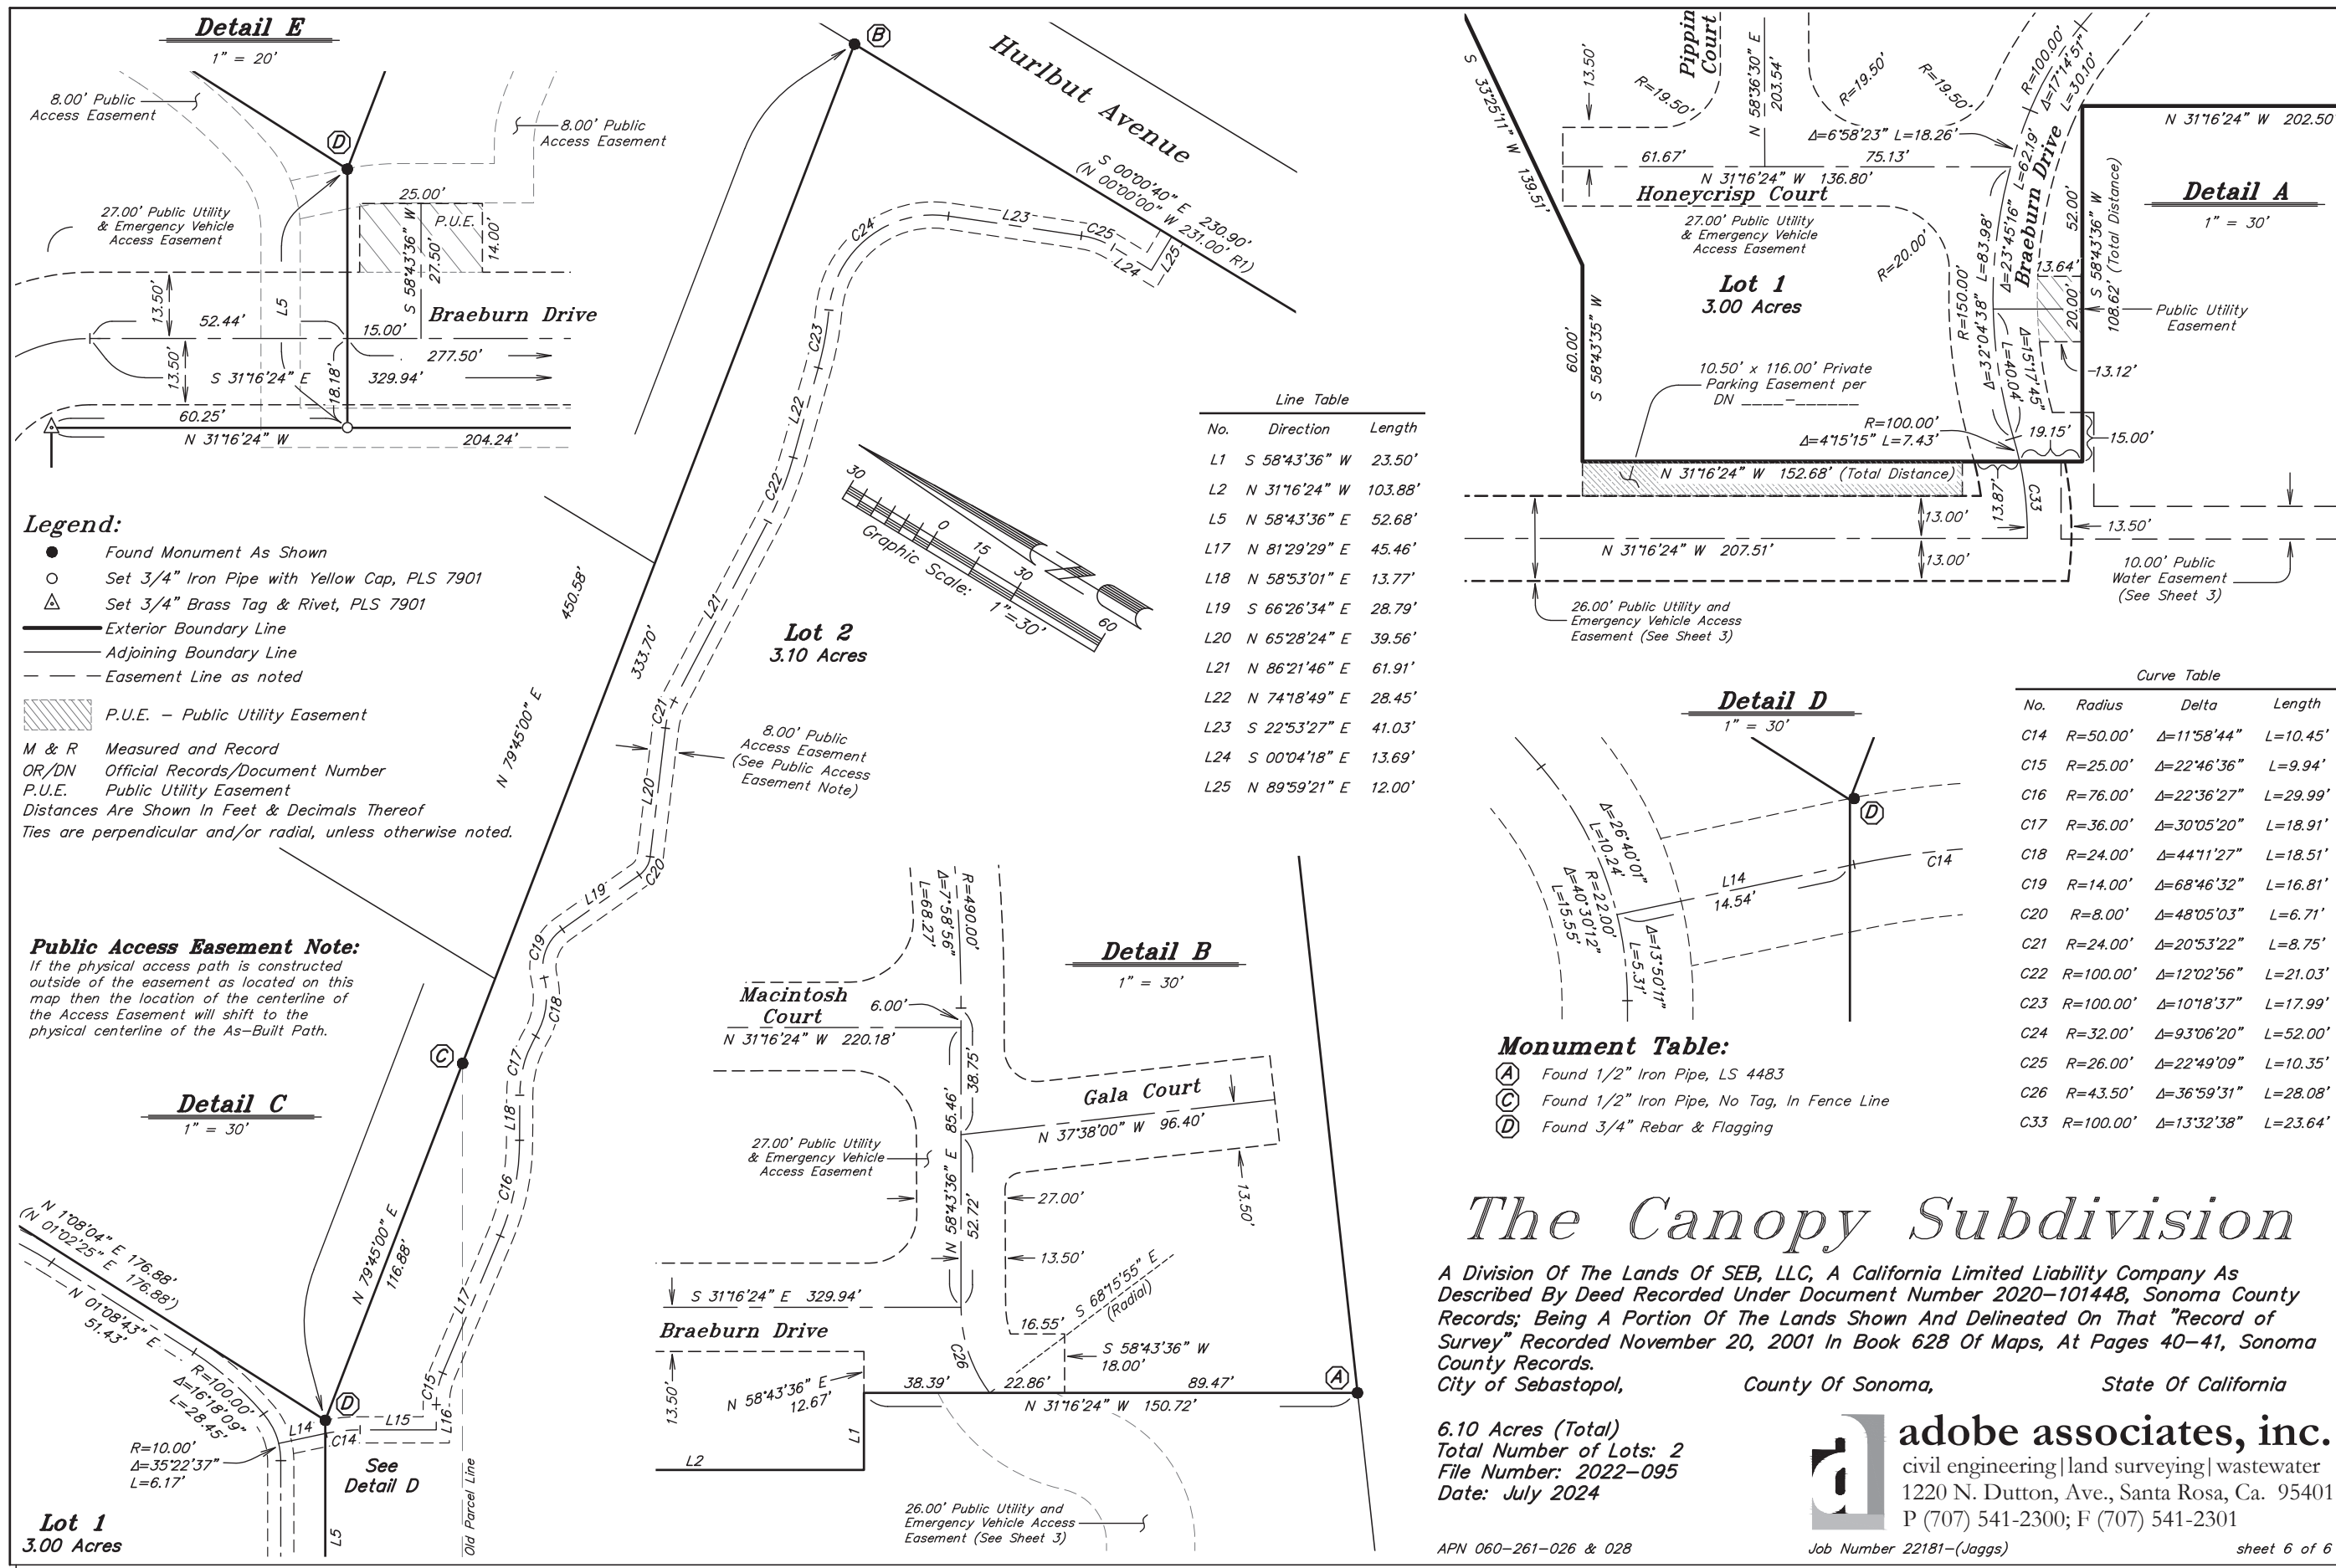 Detail E
1" = 20'
8.00' Public
Access Easement
D
8.00' Public
Access Easement
27.00' Public Utility
& Emergency Vehicle
Access Easement
25.00'
P.U.E.
14.00'
S 58°43'36" W
27.50'
L5
13.50'
13.50'
52.44'
15.00'
Braeburn Drive
277.50'
S 31°16'24" E 329.94'
18.18'
60.25'
N 31°16'24" W
204.24'
Legend:
Found Monument As Shown
Set 3/4" Iron Pipe with Yellow Cap, PLS 7901
Set 3/4" Brass Tag & Rivet, PLS 7901
Exterior Boundary Line
Adjoining Boundary Line
Easement Line as noted
P.U.E. - Public Utility Easement
M & R Measured and Record
OR/DN Official Records/Document Number
P.U.E. Public Utility Easement
Distances Are Shown In Feet & Decimals Thereof
Ties are perpendicular and/or radial, unless otherwise noted.
Public Access Easement Note:
If the physical access path is constructed
outside of the easement as located on this
map then the location of the centerline of
the Access Easement will shift to the
physical centerline of the As-Built Path.
Detail C
1" = 30'
N 1°08'04" E 176.88'
(N 01°02'25" E 176.88')
N 01°08'43" E
51.43'
R=100.00'
Δ=16°18'09"
L=28.45'
R=10.00'
Δ=35°22'37"
L=6.17'
Lot 1
3.00 Acres
D
L14
C14
L15
L16
C15
See
Detail D
L5
Old Parcel Line
N 79°45'00" E
116.88'
C
L17
C16
L18
C17
C18
C19
L19
C20
L20
C21
L21
C22
L22
C23
C24
L23
C25
L24
L25
N 79°45'00" E
450.58'
333.70'
B
Hurlbut Avenue
S 00°00'40" E 230.90'
(N 00°00'00" W 231.00' R1)
Lot 2
3.10 Acres
8.00' Public
Access Easement
(See Public Access
Easement Note)
30
0
15
30
60
Graphic Scale: 1"=30'
Line Table
No. Direction Length
L1 S 58°43'36" W 23.50'
L2 N 31°16'24" W 103.88'
L5 N 58°43'36" E 52.68'
L17 N 81°29'29" E 45.46'
L18 N 58°53'01" E 13.77'
L19 S 66°26'34" E 28.79'
L20 N 65°28'24" E 39.56'
L21 N 86°21'46" E 61.91'
L22 N 74°18'49" E 28.45'
L23 S 22°53'27" E 41.03'
L24 S 00°04'18" E 13.69'
L25 N 89°59'21" E 12.00'
Detail B
1" = 30'
R=490.00'
Δ=7°58'56"
L=68.27'
Macintosh
Court
6.00'
N 31°16'24" W 220.18'
38.75'
Gala Court
N 37°38'00" W 96.40'
27.00' Public Utility
& Emergency Vehicle
Access Easement
N 58°43'36" E 85.46'
52.72'
27.00'
13.50'
13.50'
S 31°16'24" E 329.94'
Braeburn Drive
S 68°15'55" E
(Radial)
16.55'
S 58°43'36" W
18.00'
C26
13.50'
N 58°43'36" E
12.67'
38.39'
22.86'
89.47'
A
N 31°16'24" W 150.72'
L1
L2
26.00' Public Utility and
Emergency Vehicle Access
Easement (See Sheet 3)
S 33°25'11" W 139.51'
13.50'
R=19.50'
Pippin
Court
N 58°36'30" E
203.54'
R=19.50'
R=19.50'
R=100.00'
Δ=17°14'51"
L=30.10'
Δ=6°58'23" L=18.26'
61.67'
75.13'
N 31°16'24" W 136.80'
Honeycrisp Court
27.00' Public Utility
& Emergency Vehicle
Access Easement
R=20.00'
Lot 1
3.00 Acres
Δ=23°45'16" L=62.19'
Braeburn Drive
R=150.00'
Δ=32°04'38" L=83.98'
Δ=15°17'45"
L=40.04'
N 31°16'24" W 202.50'
Detail A
1" = 30'
52.00'
S 58°43'36" W
108.62' (Total Distance)
13.64'
20.00'
Public Utility
Easement
13.12'
60.00'
S 58°43'35" W
10.50' x 116.00' Private
Parking Easement per
DN ____-______
R=100.00'
Δ=4°15'15" L=7.43'
19.15'
15.00'
N 31°16'24" W 152.68' (Total Distance)
13.87'
C33
13.50'
13.00'
13.00'
N 31°16'24" W 207.51'
10.00' Public
Water Easement
(See Sheet 3)
26.00' Public Utility and
Emergency Vehicle Access
Easement (See Sheet 3)
Detail D
1" = 30'
Δ=26°40'01"
L=10.24'
R=22.00'
Δ=40°30'12"
L=15.55'
Δ=13°50'11"
L=5.31'
L14
14.54'
C14
D
Curve Table
No. Radius Delta Length
C14 R=50.00' Δ=11°58'44" L=10.45'
C15 R=25.00' Δ=22°46'36" L=9.94'
C16 R=76.00' Δ=22°36'27" L=29.99'
C17 R=36.00' Δ=30°05'20" L=18.91'
C18 R=24.00' Δ=44°11'27" L=18.51'
C19 R=14.00' Δ=68°46'32" L=16.81'
C20 R=8.00' Δ=48°05'03" L=6.71'
C21 R=24.00' Δ=20°53'22" L=8.75'
C22 R=100.00' Δ=12°02'56" L=21.03'
C23 R=100.00' Δ=10°18'37" L=17.99'
C24 R=32.00' Δ=93°06'20" L=52.00'
C25 R=26.00' Δ=22°49'09" L=10.35'
C26 R=43.50' Δ=36°59'31" L=28.08'
C33 R=100.00' Δ=13°32'38" L=23.64'
Monument Table:
A Found 1/2" Iron Pipe, LS 4483
C Found 1/2" Iron Pipe, No Tag, In Fence Line
D Found 3/4" Rebar & Flagging
The Canopy Subdivision
A Division Of The Lands Of SEB, LLC, A California Limited Liability Company As
Described By Deed Recorded Under Document Number 2020-101448, Sonoma County
Records; Being A Portion Of The Lands Shown And Delineated On That "Record of
Survey" Recorded November 20, 2001 In Book 628 Of Maps, At Pages 40-41, Sonoma
County Records.
City of Sebastopol, County Of Sonoma, State Of California
6.10 Acres (Total)
Total Number of Lots: 2
File Number: 2022-095
Date: July 2024
a
adobe associates, inc.
civil engineering|land surveying|wastewater
1220 N. Dutton, Ave., Santa Rosa, Ca. 95401
P (707) 541-2300; F (707) 541-2301
APN 060-261-026 & 028
Job Number 22181-(Jaggs)
sheet 6 of 6